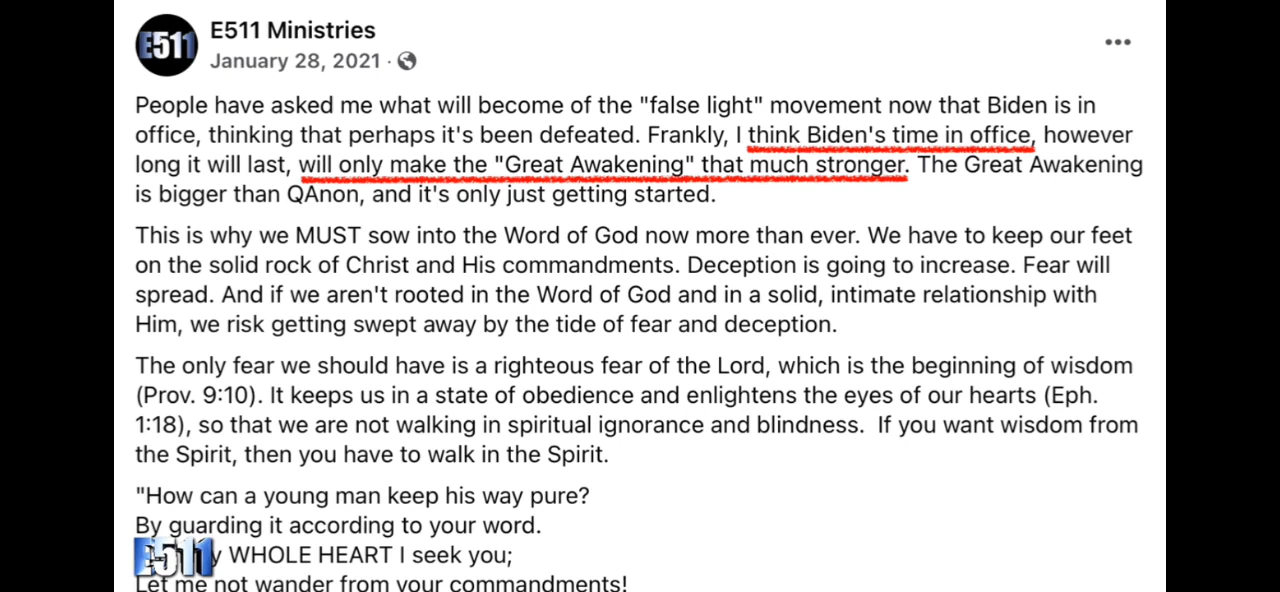 E511
E511 Ministries
January 28, 2021 ·
People have asked me what will become of the "false light" movement now that Biden is in
office, thinking that perhaps it's been defeated. Frankly, I think Biden's time in office, however
long it will last, will only make the "Great Awakening" that much stronger. The Great Awakening
is bigger than QAnon, and it's only just getting started.
This is why we MUST sow into the Word of God now more than ever. We have to keep our feet
on the solid rock of Christ and His commandments. Deception is going to increase. Fear will
spread. And if we aren't rooted in the Word of God and in a solid, intimate relationship with
Him, we risk getting swept away by the tide of fear and deception.
The only fear we should have is a righteous fear of the Lord, which is the beginning of wisdom
(Prov. 9:10). It keeps us in a state of obedience and enlightens the eyes of our hearts (Eph.
1:18), so that we are not walking in spiritual ignorance and blindness. If you want wisdom from
the Spirit, then you have to walk in the Spirit.
"How can a young man keep his way pure?
By guarding it according to your word.
E511
WHOLE HEART I seek you;
Let me not wander from your commandments!